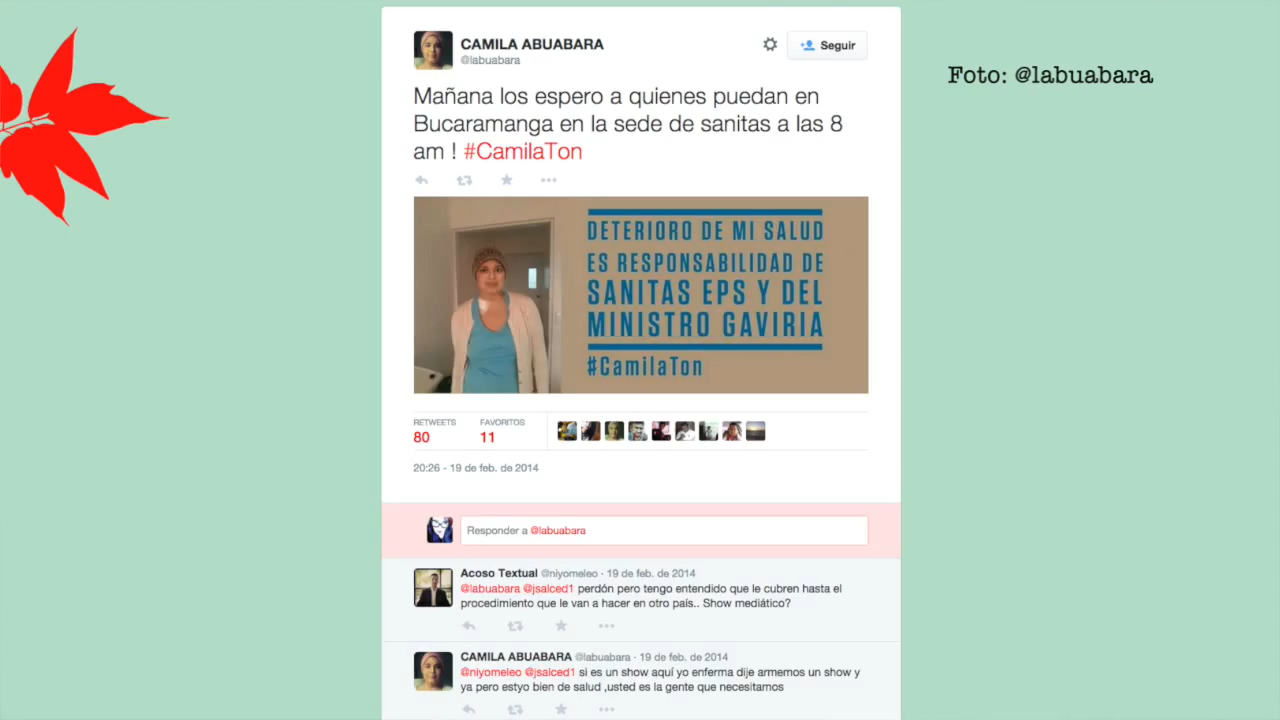 CAMILA ABUABARA
@labuabara
Seguir
Foto: @labuabara
Mañana los espero a quienes puedan en
Bucaramanga en la sede de sanitas a las 8
am ! #CamilaTon
DETERIORO DE MI SALUD
ES RESPONSABILIDAD DE
SANITAS EPS Y DEL
MINISTRO GAVIRIA
#CamilaTon
RETWEETS
80
FAVORITOS
11
20:26 - 19 de feb. de 2014
Responder a @labuabara
Acoso Textual @niyomeleo · 19 de feb. de 2014
@labuabara @jsalced1 perdón pero tengo entendido que le cubren hasta el
procedimiento que le van a hacer en otro país.. Show mediático?
CAMILA ABUABARA @labuabara · 19 de feb. de 2014
@niyomeleo @jsalced1 si es un show aquí yo enferma dije armemos un show y
ya pero estyo bien de salud ,usted es la gente que necesitamos